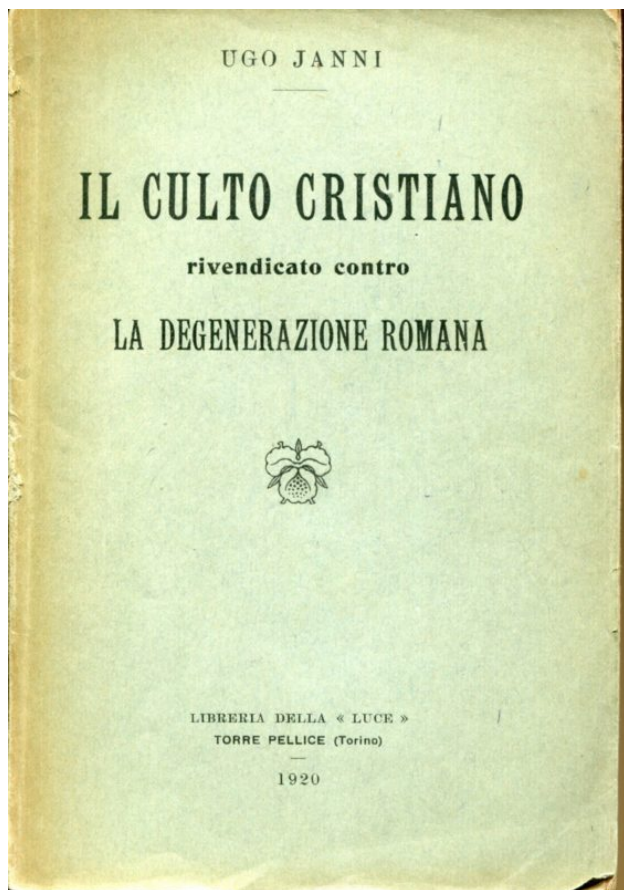 UGO JANNI
IL CULTO CRISTIANO
rivendicato contro
LA DEGENERAZIONE ROMANA
LIBRERIA DELLA « LUCE »
TORRE PELLICE (Torino)
1920